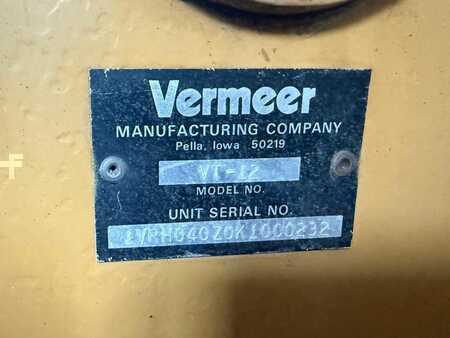 Vermeer
MANUFACTURING COMPANY
Pella, Iowa 50219
VT-12
MODEL NO.
UNIT SERIAL NO.
1VRH040Z0K1000232